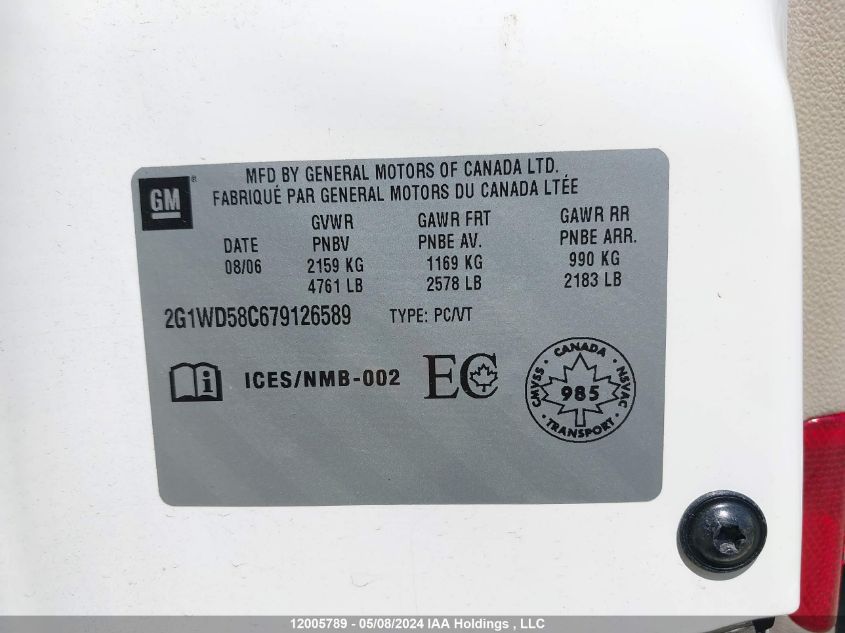 MFD BY GENERAL MOTORS OF CANADA LTD.
FABRIQUÉ PAR GENERAL MOTORS DU CANADA LTÉE
GM
GVWR GAWR FRT GAWR RR
DATE PNBV PNBE AV. PNBE ARR.
08/06 2159 KG 1169 KG 990 KG
4761 LB 2578 LB 2183 LB
2G1WD58C679126589 TYPE: PC/VT
i ICES/NMB-002 EC
CANADA
CMVSS 985 NSVAC
TRANSPORT
12005789 - 05/08/2024 IAA Holdings , LLC